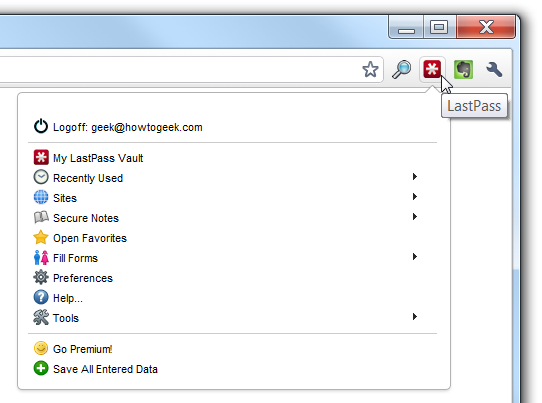 LastPass
Logoff: geek@howtogeek.com
My LastPass Vault
Recently Used
Sites
Secure Notes
Open Favorites
Fill Forms
Preferences
Help...
Tools
Go Premium!
Save All Entered Data